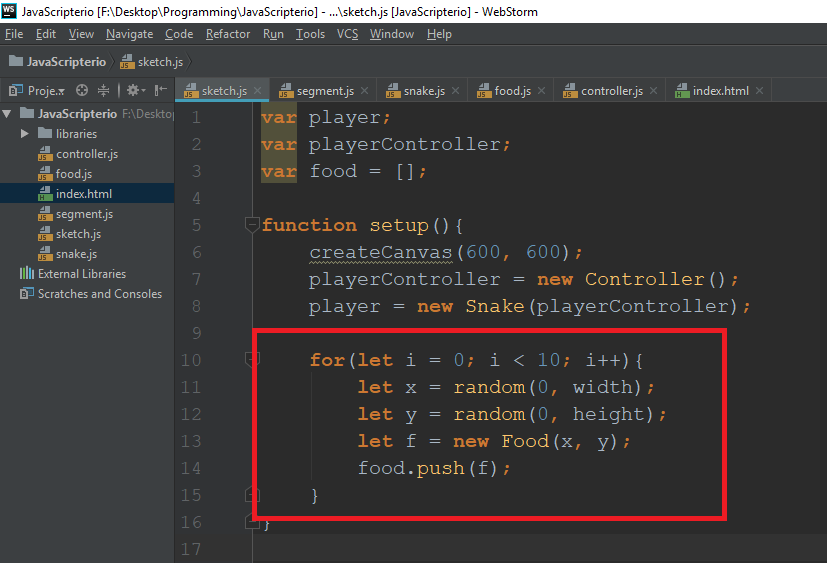 WS JavaScripterio [F:\Desktop\Programming\JavaScripterio] - ...\sketch.js [JavaScripterio] - WebStorm
File Edit View Navigate Code Refactor Run Tools VCS Window Help
JavaScripterio sketch.js
Proje..
sketch.js segment.js snake.js food.js controller.js index.html
JavaScripterio F:\Desktop
libraries
controller.js
food.js
index.html
segment.js
sketch.js
snake.js
External Libraries
Scratches and Consoles
1 var player;
2 var playerController;
3 var food = [];
4
5 function setup(){
6 createCanvas(600, 600);
7 playerController = new Controller();
8 player = new Snake(playerController);
9
10 for(let i = 0; i < 10; i++){
11 let x = random(0, width);
12 let y = random(0, height);
13 let f = new Food(x, y);
14 food.push(f);
15 }
16 }
17